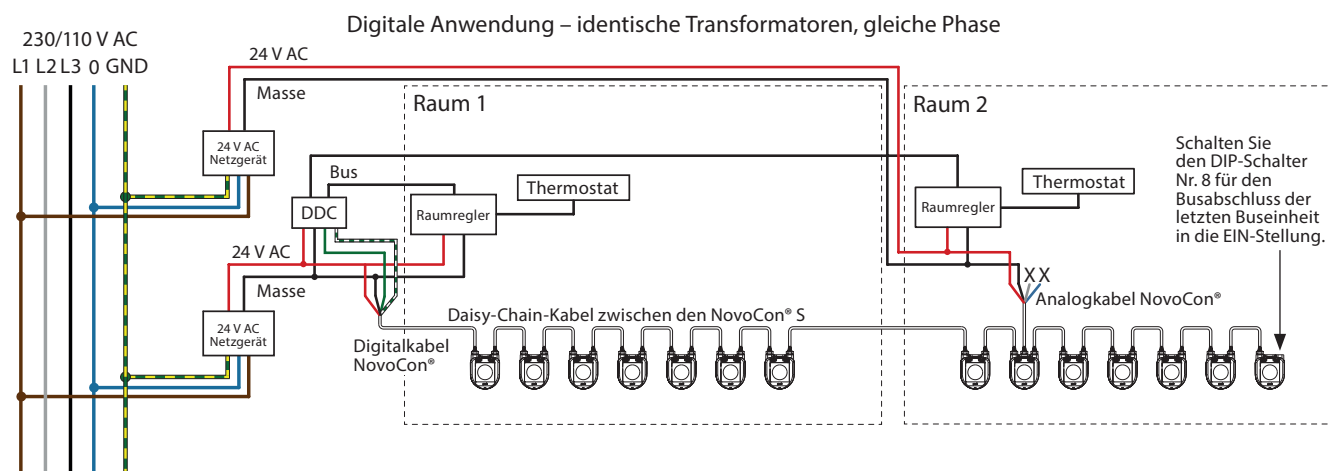 Digitale Anwendung – identische Transformatoren, gleiche Phase
230/110 V AC
L1 L2 L3 0 GND
24 V AC
Masse
24 V AC
Netzgerät
Raum 1
Raum 2
Bus
DDC
Raumregler
Thermostat
Raumregler
Thermostat
Schalten Sie
den DIP-Schalter
Nr. 8 für den
Busabschluss der
letzten Buseinheit
in die EIN-Stellung.
24 V AC
Masse
24 V AC
Netzgerät
X X
Analogkabel NovoCon®
Daisy-Chain-Kabel zwischen den NovoCon® S
Digitalkabel
NovoCon®